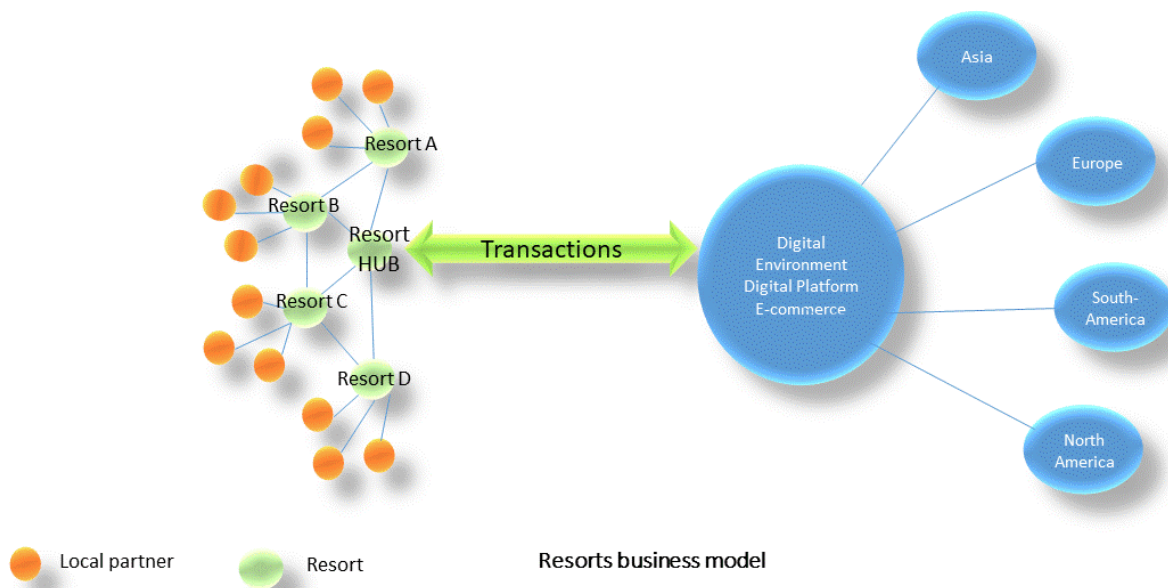 Asia
Europe
Resort A
Resort B
Resort
HUB
Transactions
Digital
Environment
Digital Platform
E-commerce
Resort C
South-
America
Resort D
North
America
Local partner
Resort
Resorts business model